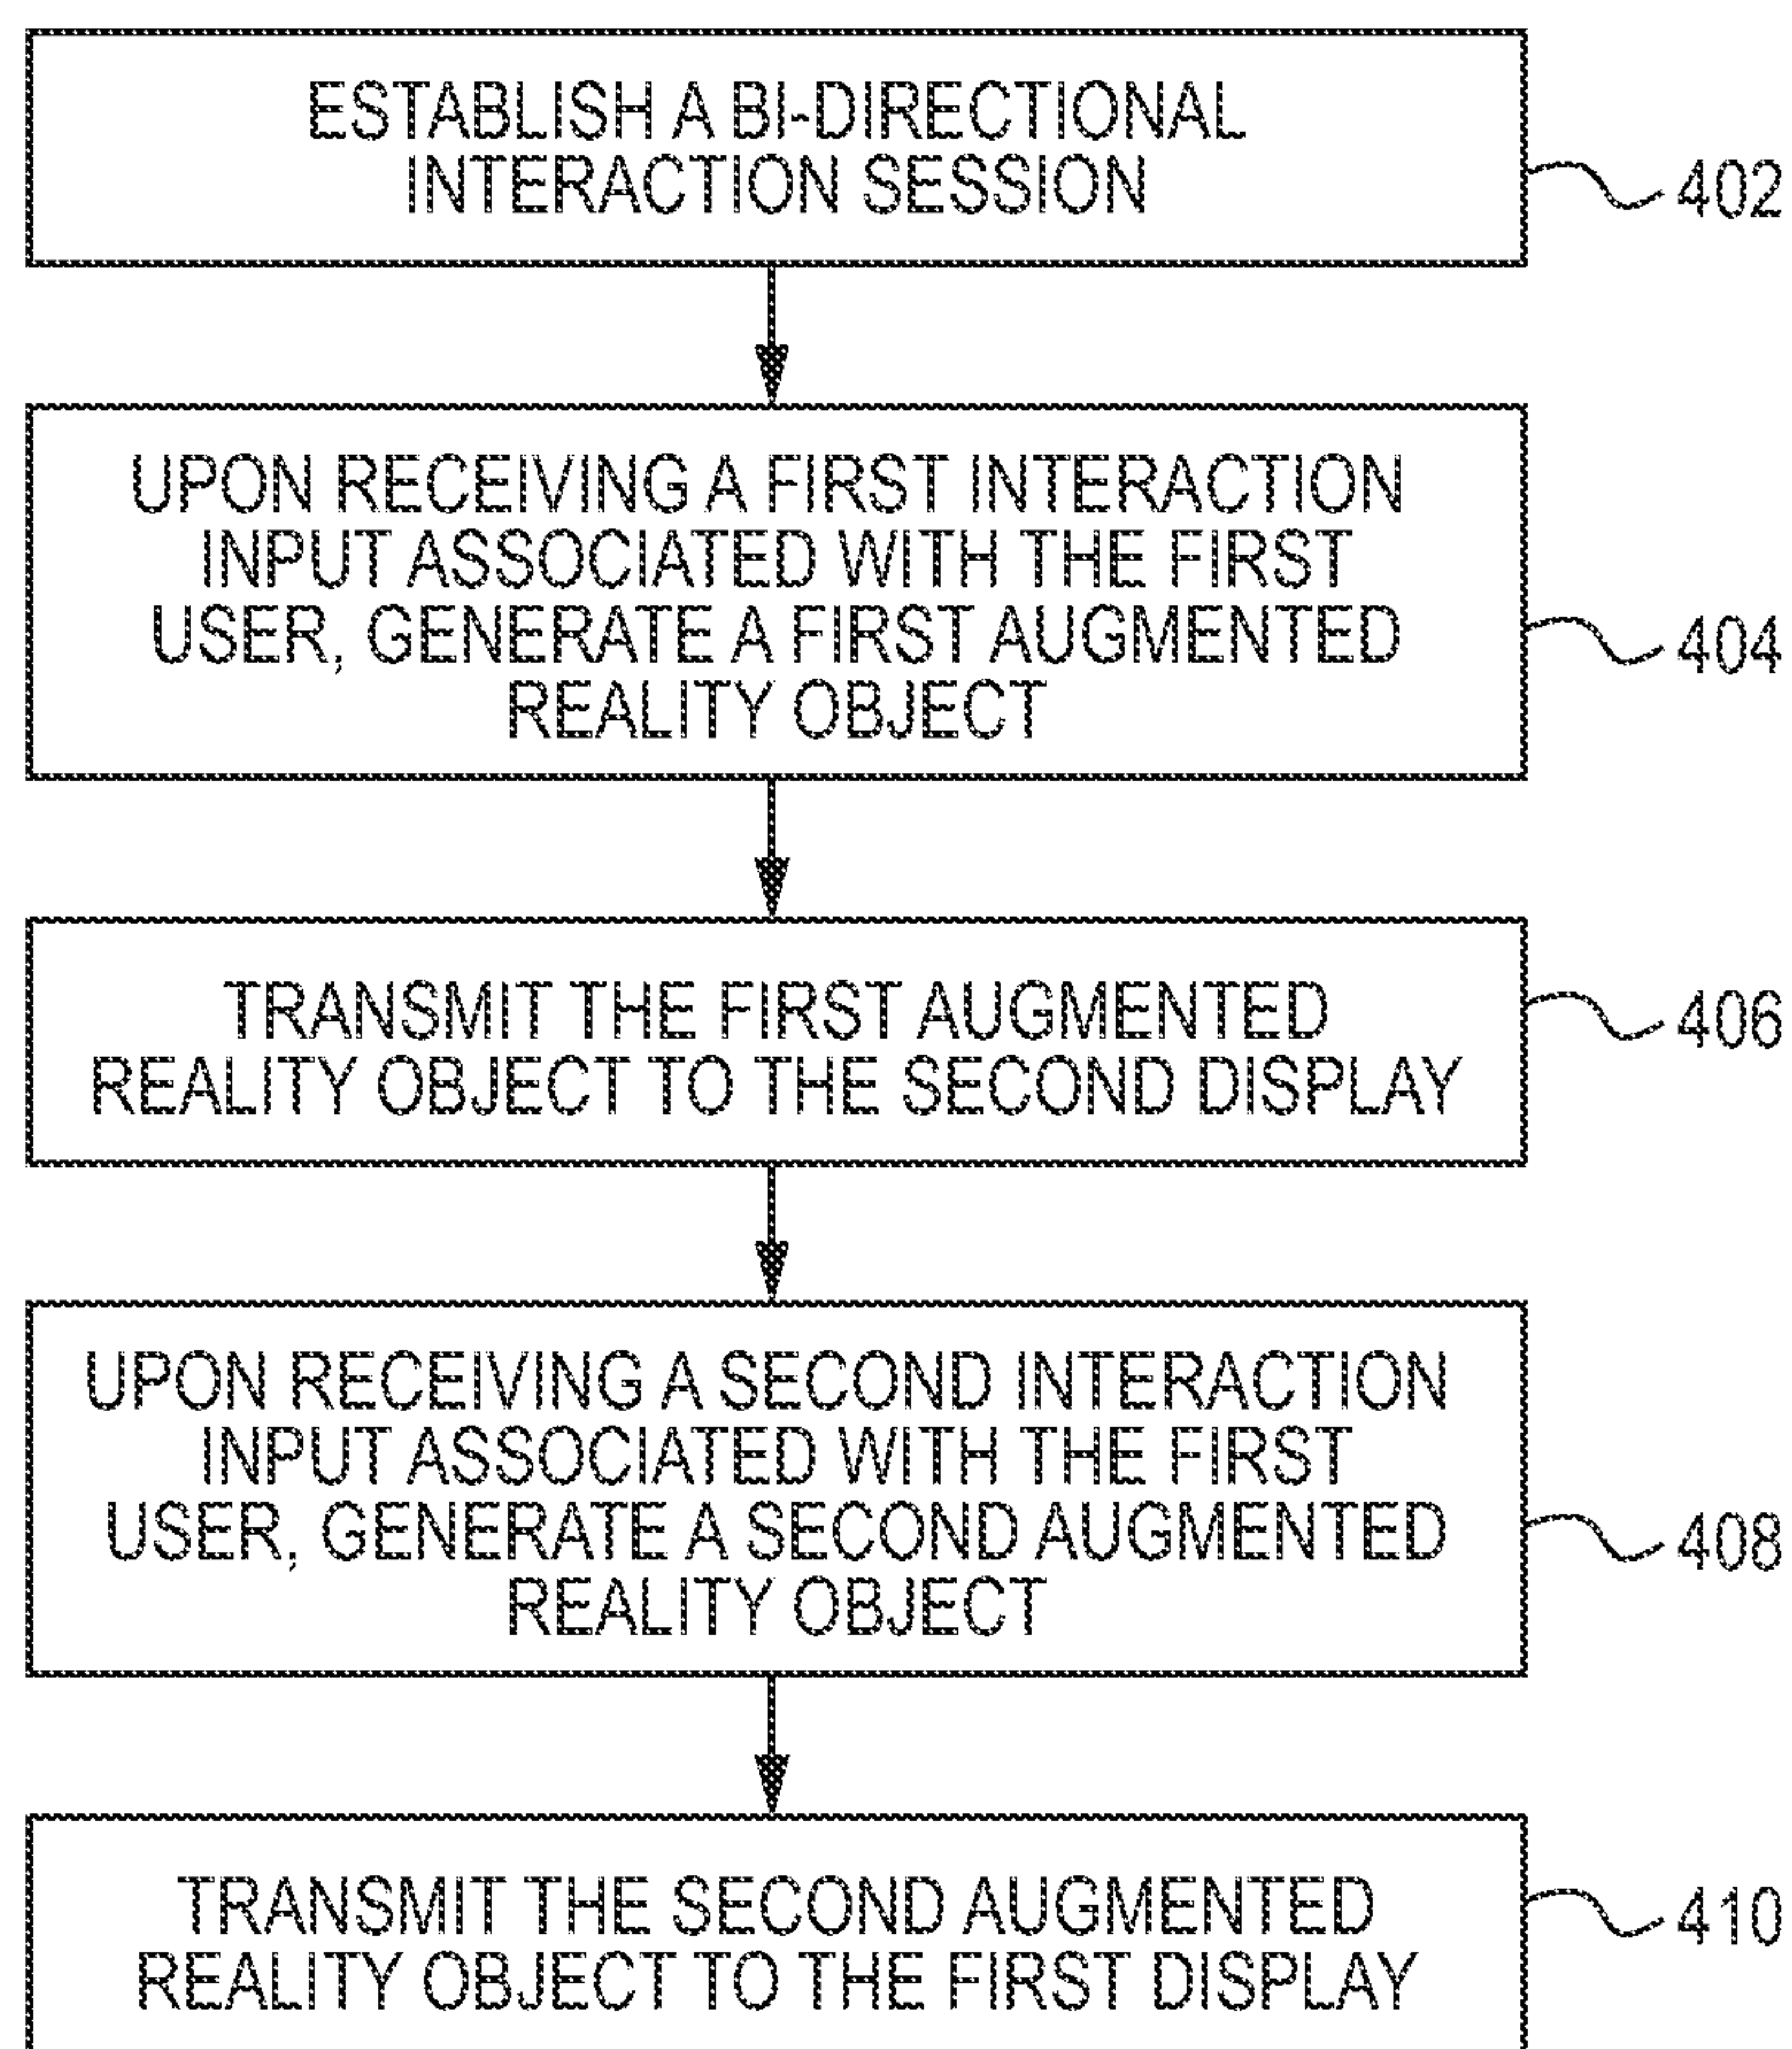 ESTABLISH A BI-DIRECTIONAL
INTERACTION SESSION
402
UPON RECEIVING A FIRST INTERACTION
INPUT ASSOCIATED WITH THE FIRST
USER, GENERATE A FIRST AUGMENTED
REALITY OBJECT
404
TRANSMIT THE FIRST AUGMENTED
REALITY OBJECT TO THE SECOND DISPLAY
406
UPON RECEIVING A SECOND INTERACTION
INPUT ASSOCIATED WITH THE FIRST
USER, GENERATE A SECOND AUGMENTED
REALITY OBJECT
408
TRANSMIT THE SECOND AUGMENTED
REALITY OBJECT TO THE FIRST DISPLAY
410